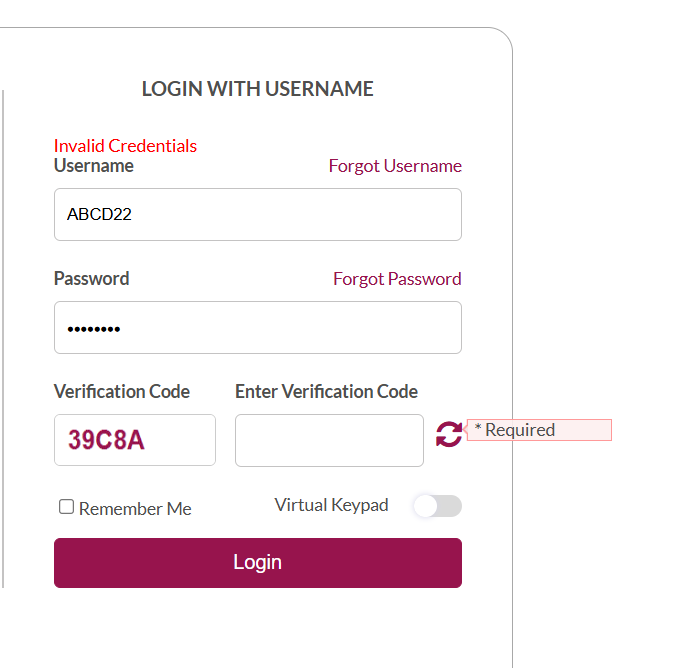 LOGIN WITH USERNAME
Invalid Credentials
Username Forgot Username
ABCD22
Password Forgot Password
••••••••
Verification Code Enter Verification Code
39C8A * Required
Remember Me Virtual Keypad
Login